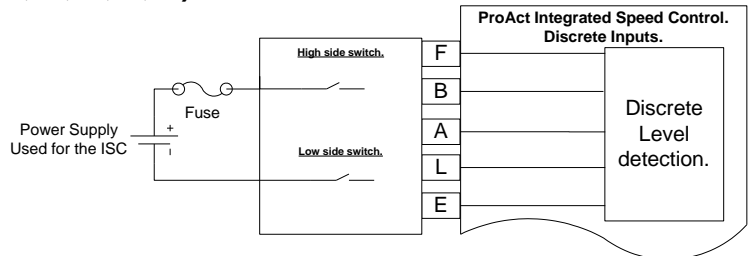 ProAct Integrated Speed Control.
Discrete Inputs.
High side switch.
F
B
Fuse
A
Discrete
Level
detection.
Power Supply
Used for the ISC
+
Low side switch.
L
E